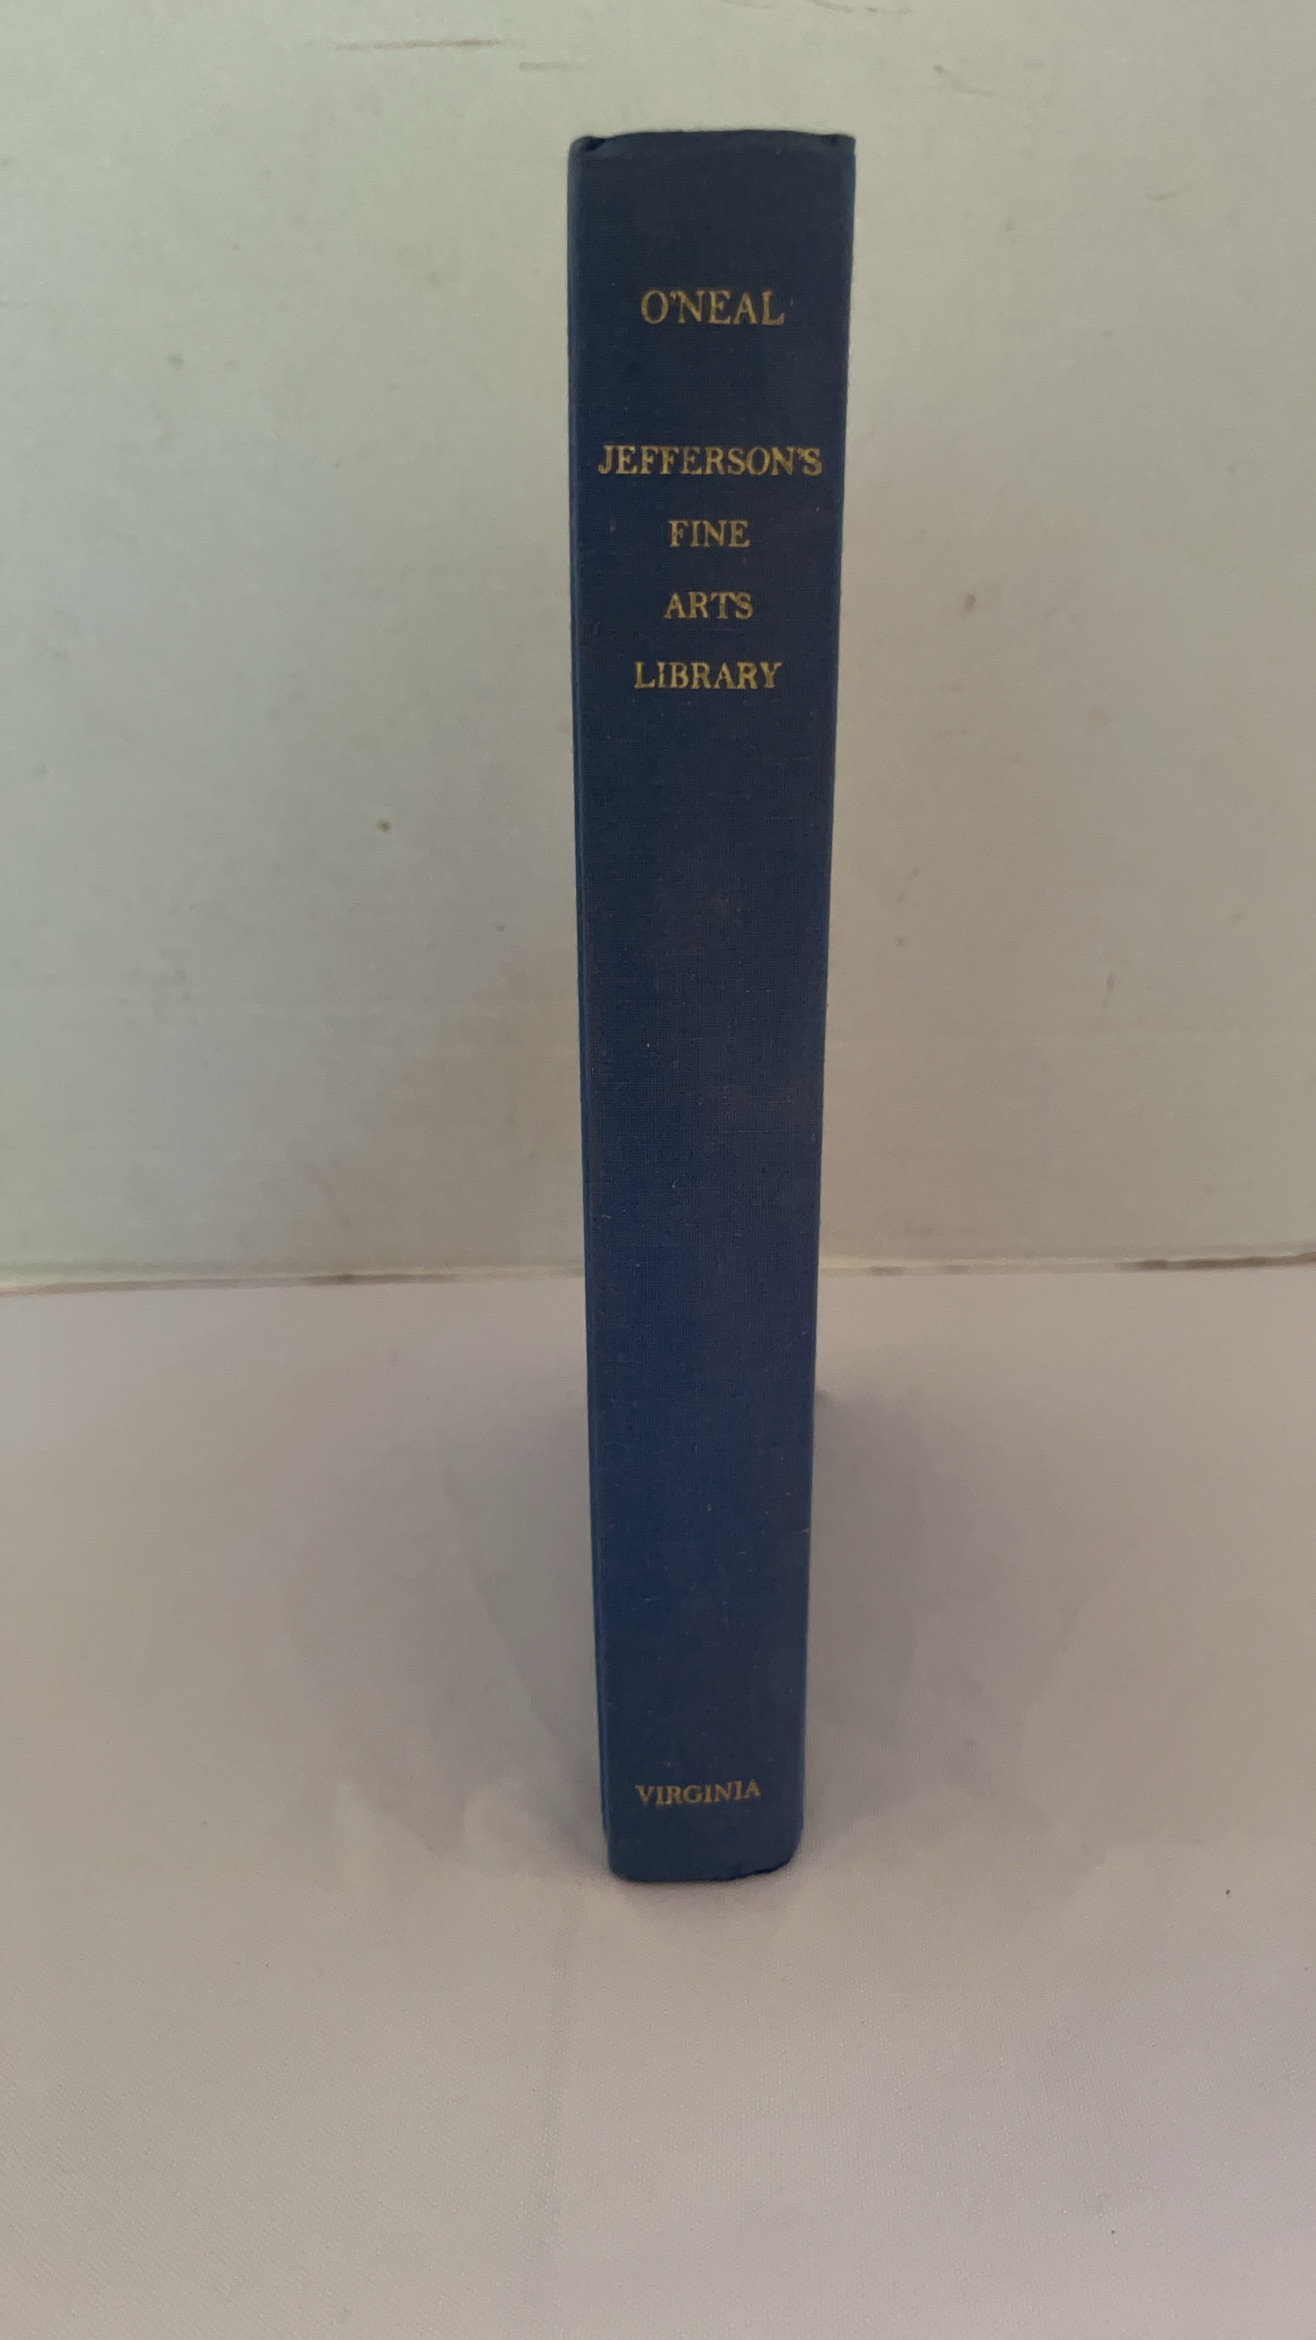 O'NEAL
JEFFERSON'S
FINE
ARTS
LIBRARY
VIRGINIA